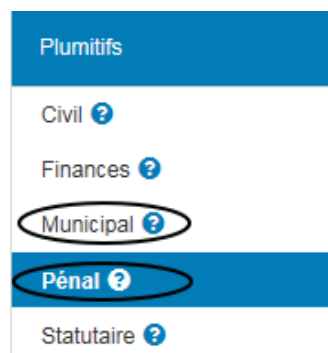 Plumitifs
Civil ?
Finances ?
Municipal ?
Pénal ?
Statutaire ?